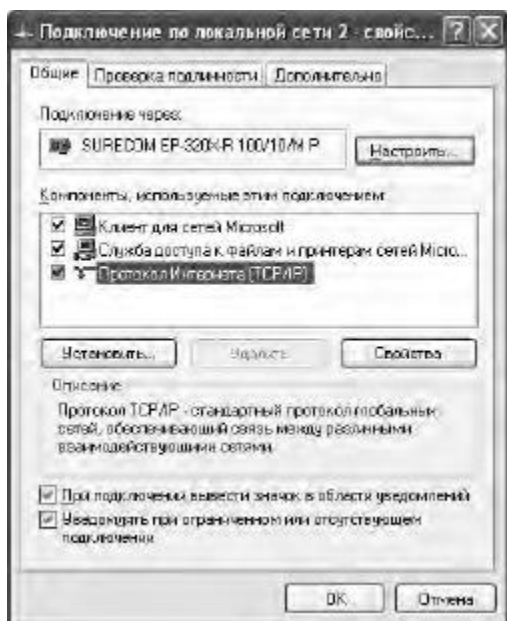 Подключение по локальной сети 2 - свойс...
Общие Проверка подлинности Дополнительно
Подключение через:
SURECOM EP-320X-R 100/10/M P
Настроить...
Компоненты, используемые этим подключением:
Клиент для сетей Microsoft
Служба доступа к файлам и принтерам сетей Micro...
Протокол Интернета (TCP/IP)
Установить... Удалить Свойства
Описание
Протокол TCP/IP - стандартный протокол глобальных
сетей, обеспечивающий связь между различными
взаимодействующими сетями.
При подключении вывести значок в области уведомлений
Уведомлять при ограниченном или отсутствующем
подключении
OK Отмена